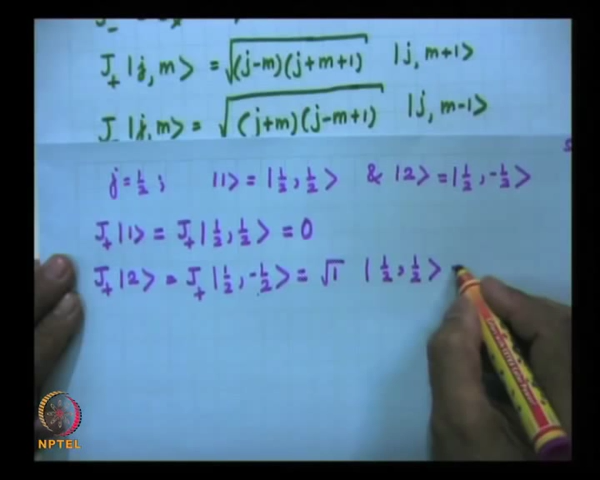 J₊ |j, m> = √(j-m)(j+m+1) |j, m+1>
J₋ |j, m> = √(j+m)(j-m+1) |j, m-1>
j = ½ ; |1> = |½, ½> & |2> = |½, -½>
J₊ |1> = J₊ |½, ½> = 0
J₊ |2> = J₊ |½, -½> = √1 |½, ½>
NPTEL